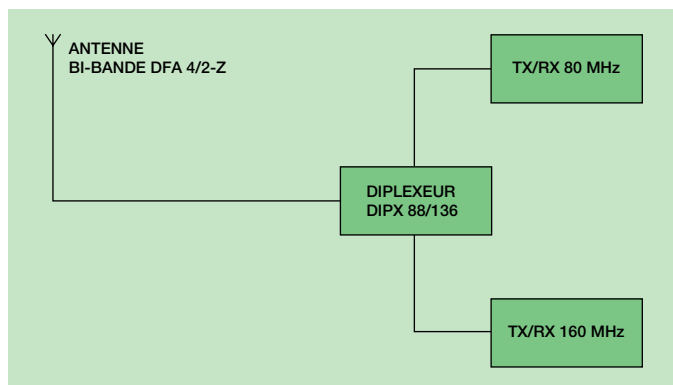 ANTENNE
BI-BANDE DFA 4/2-Z
TX/RX 80 MHz
DIPLEXEUR
DIPX 88/136
TX/RX 160 MHz